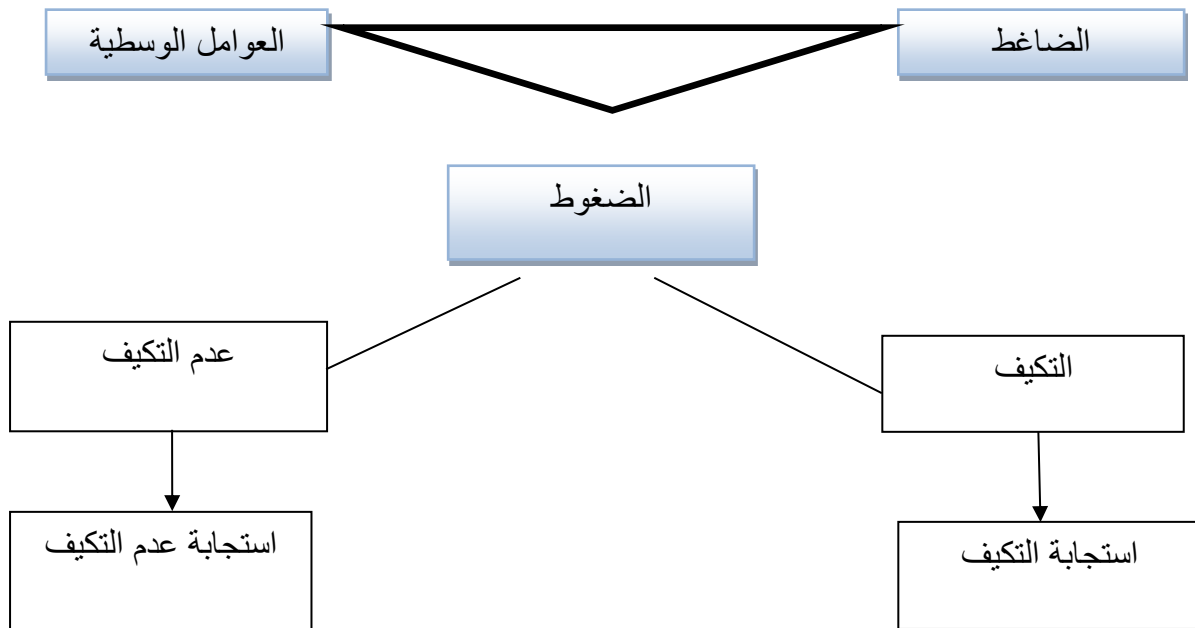 الضاغط
العوامل الوسطية
الضغوط
التكيف
عدم التكيف
استجابة التكيف
استجابة عدم التكيف